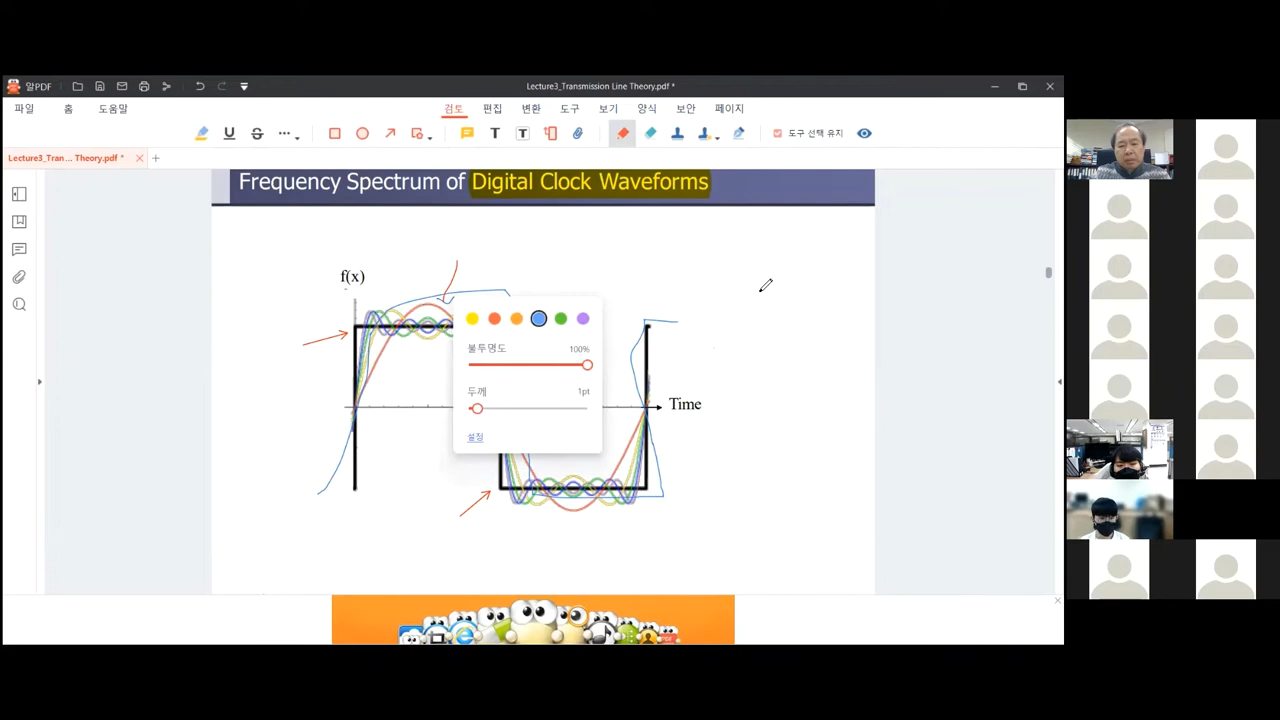 알PDF
Lecture3_Transmission Line Theory.pdf *
파일 홈 도움말 검토 편집 변환 도구 보기 양식 보안 페이지
도구 선택 유지
Lecture3_Tran... Theory.pdf *
Frequency Spectrum of Digital Clock Waveforms
f(x)
불투명도 100%
두께 1pt
설정
Time